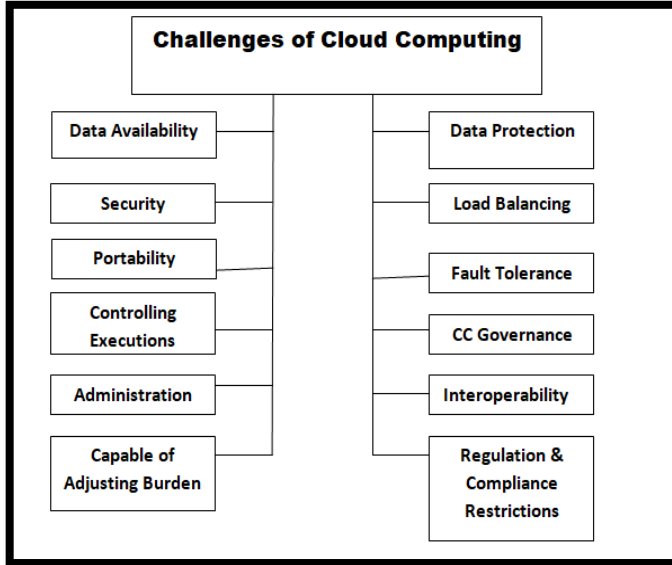 Challenges of Cloud Computing
Data Availability
Data Protection
Security
Load Balancing
Portability
Fault Tolerance
Controlling
Executions
CC Governance
Administration
Interoperability
Capable of
Adjusting Burden
Regulation &
Compliance
Restrictions